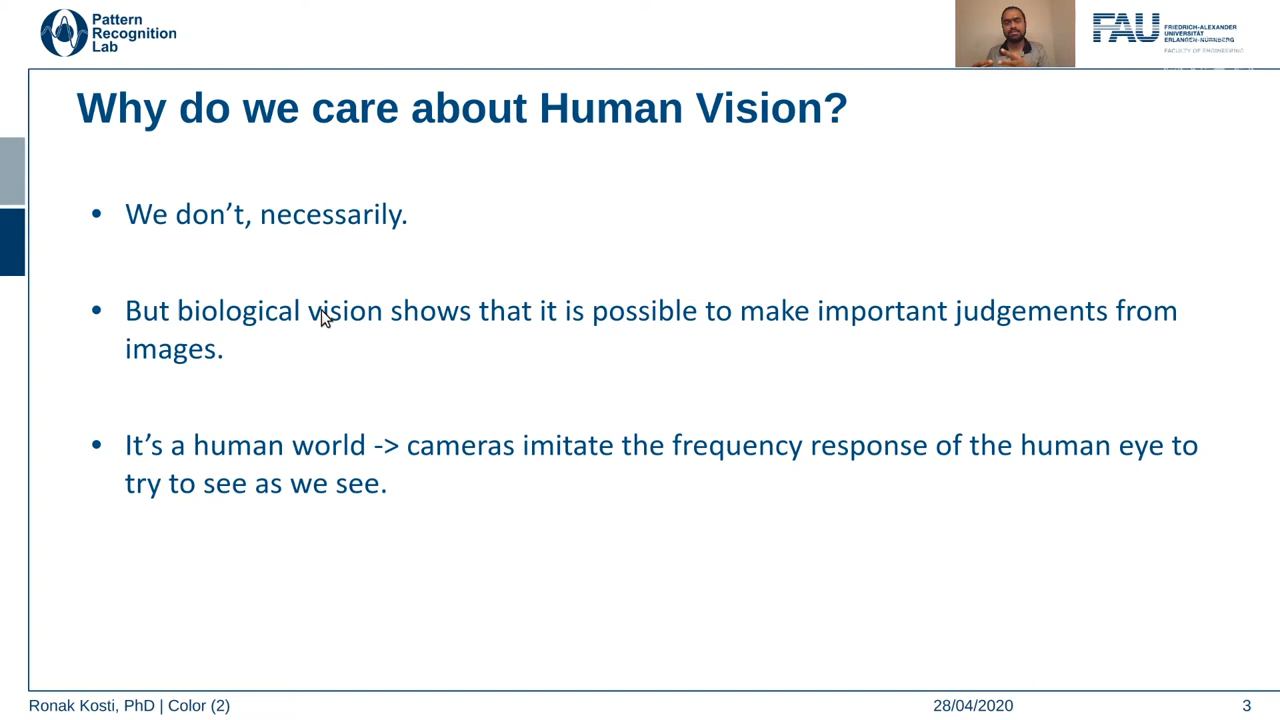 Pattern
Recognition
Lab
FAU
FRIEDRICH-ALEXANDER
UNIVERSITÄT
ERLANGEN-NÜRNBERG
FACULTY OF ENGINEERING
Why do we care about Human Vision?
• We don’t, necessarily.
• But biological vision shows that it is possible to make important judgements from
images.
• It’s a human world -> cameras imitate the frequency response of the human eye to
try to see as we see.
Ronak Kosti, PhD | Color (2)
28/04/2020
3